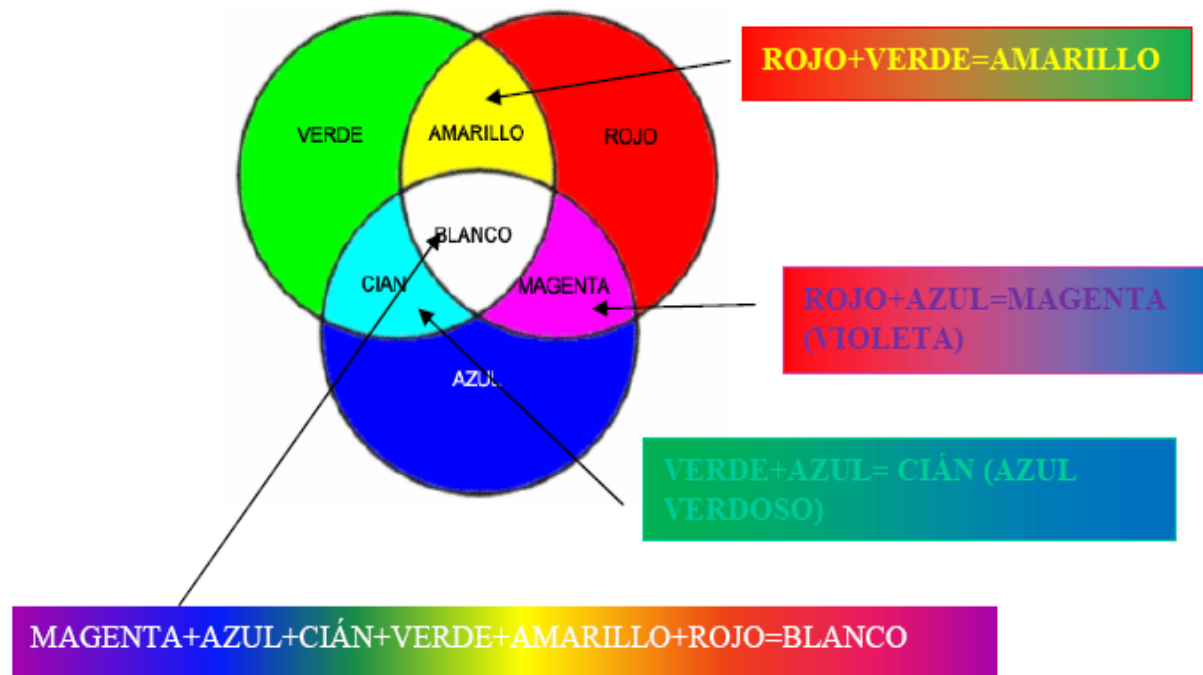 ROJO+VERDE=AMARILLO
VERDE
AMARILLO
ROJO
BLANCO
CIAN
MAGENTA
ROJO+AZUL=MAGENTA
(VIOLETA)
AZUL
VERDE+AZUL= CIÁN (AZUL
VERDOSO)
MAGENTA+AZUL+CIÁN+VERDE+AMARILLO+ROJO=BLANCO